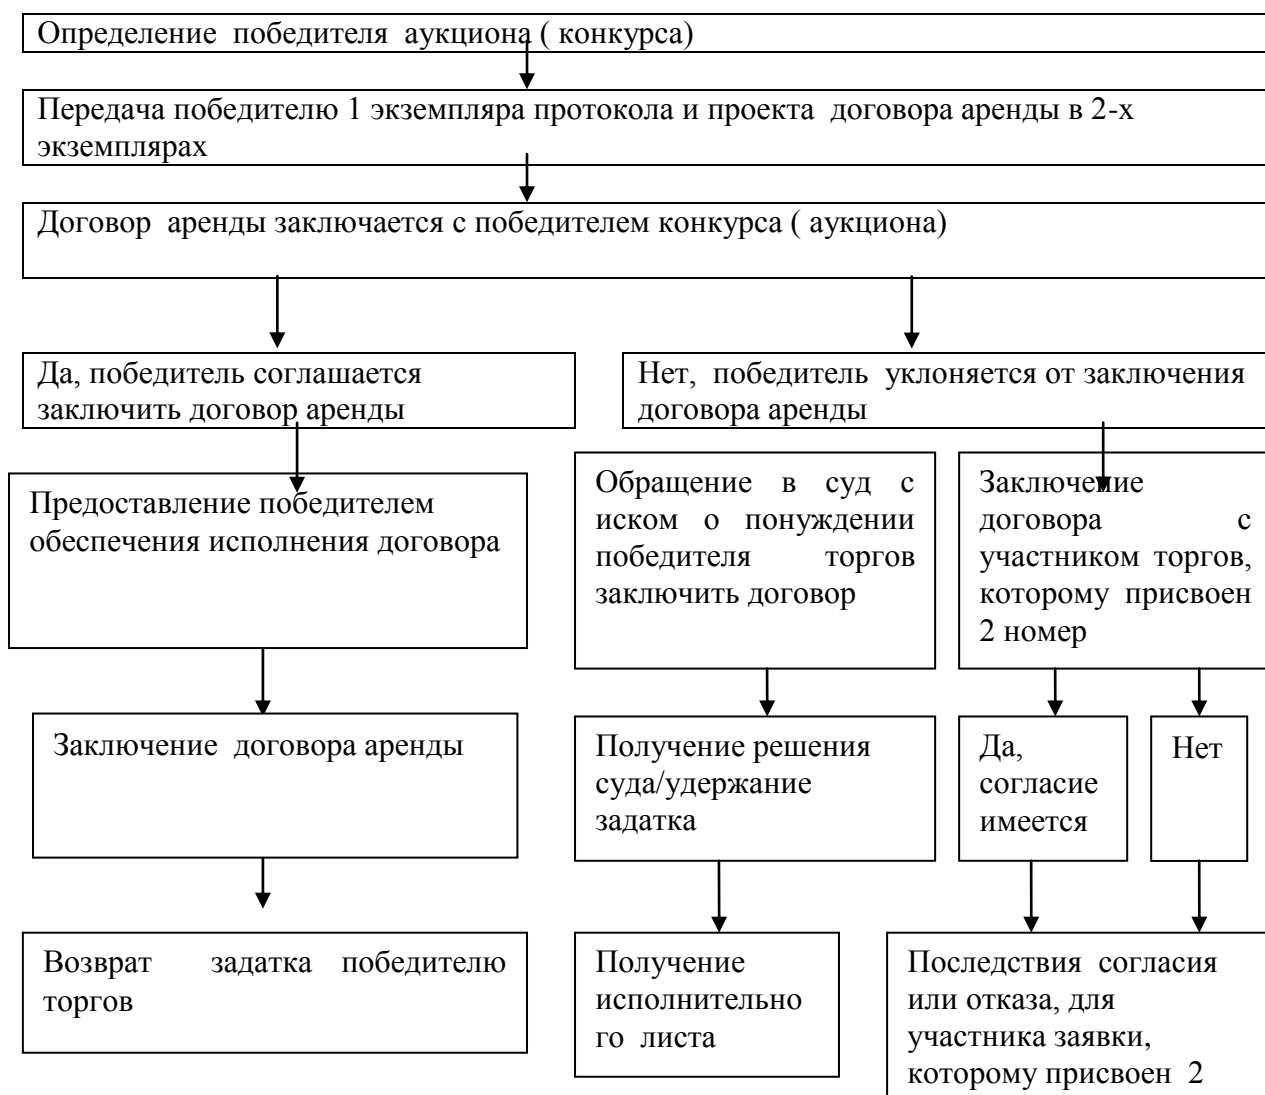 Определение победителя аукциона ( конкурса)
Передача победителю 1 экземпляра протокола и проекта договора аренды в 2-х
экземплярах
Договор аренды заключается с победителем конкурса ( аукциона)
Да, победитель соглашается
заключить договор аренды
Нет, победитель уклоняется от заключения
договора аренды
Предоставление победителем
обеспечения исполнения договора
Обращение в суд с
иском о понуждении
победителя торгов
заключить договор
Заключение
договора с
участником торгов,
которому присвоен
2 номер
Заключение договора аренды
Получение решения
суда/удержание
задатка
Да,
согласие
имеется
Нет
Возврат задатка победителю
торгов
Получение
исполнительно
го листа
Последствия согласия
или отказа, для
участника заявки,
которому присвоен 2